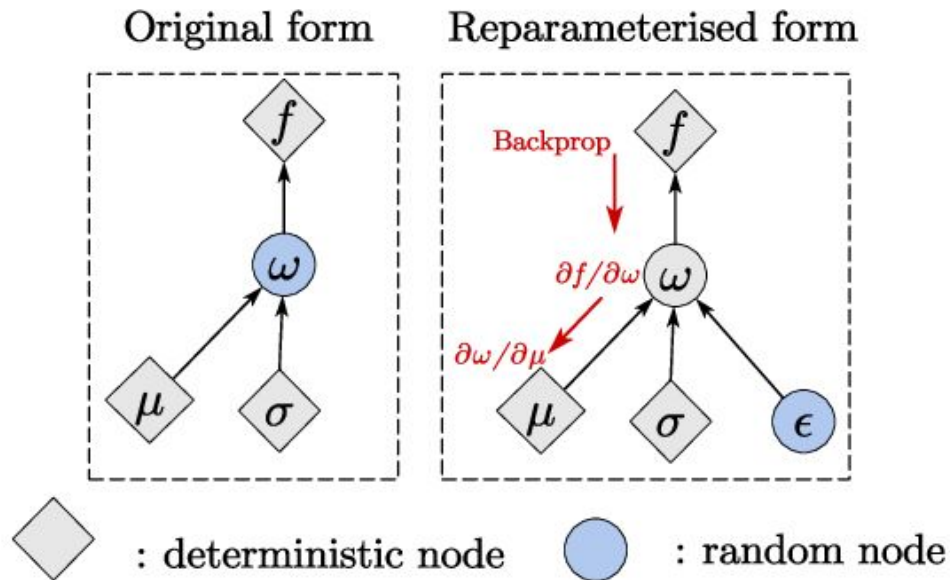 Original form
Reparameterised form
f
ω
μ
σ
f
Backprop
∂f/∂ω
ω
∂ω/∂μ
μ
σ
ϵ
: deterministic node
: random node